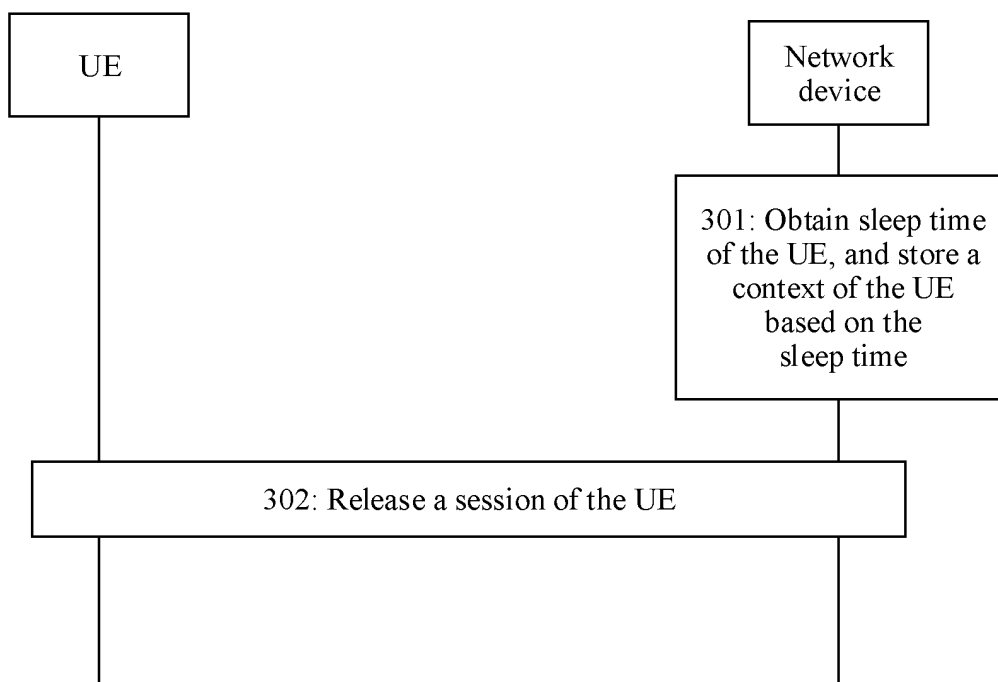 UE
Network
device
301: Obtain sleep time
of the UE, and store a
context of the UE
based on the
sleep time
302: Release a session of the UE